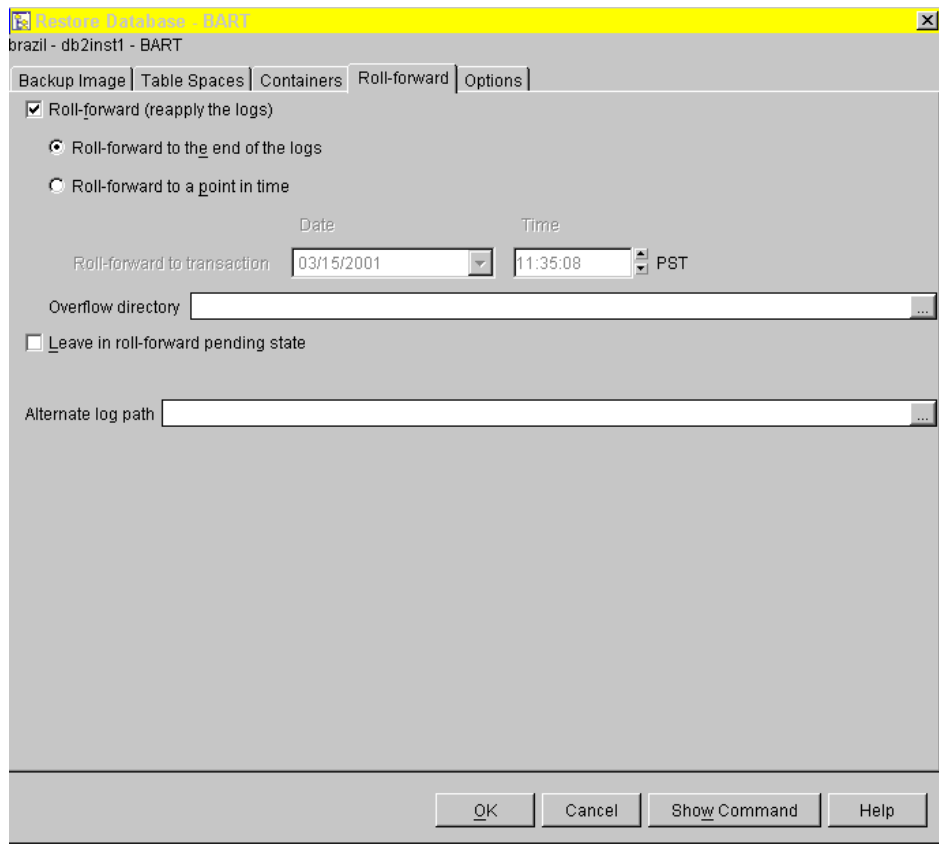 Restore Database - BART
brazil - db2inst1 - BART
Backup Image Table Spaces Containers Roll-forward Options
Roll-forward (reapply the logs)
Roll-forward to the end of the logs
Roll-forward to a point in time
Date Time
Roll-forward to transaction 03/15/2001 11:35:08 PST
Overflow directory ...
Leave in roll-forward pending state
Alternate log path ...
OK Cancel Show Command Help